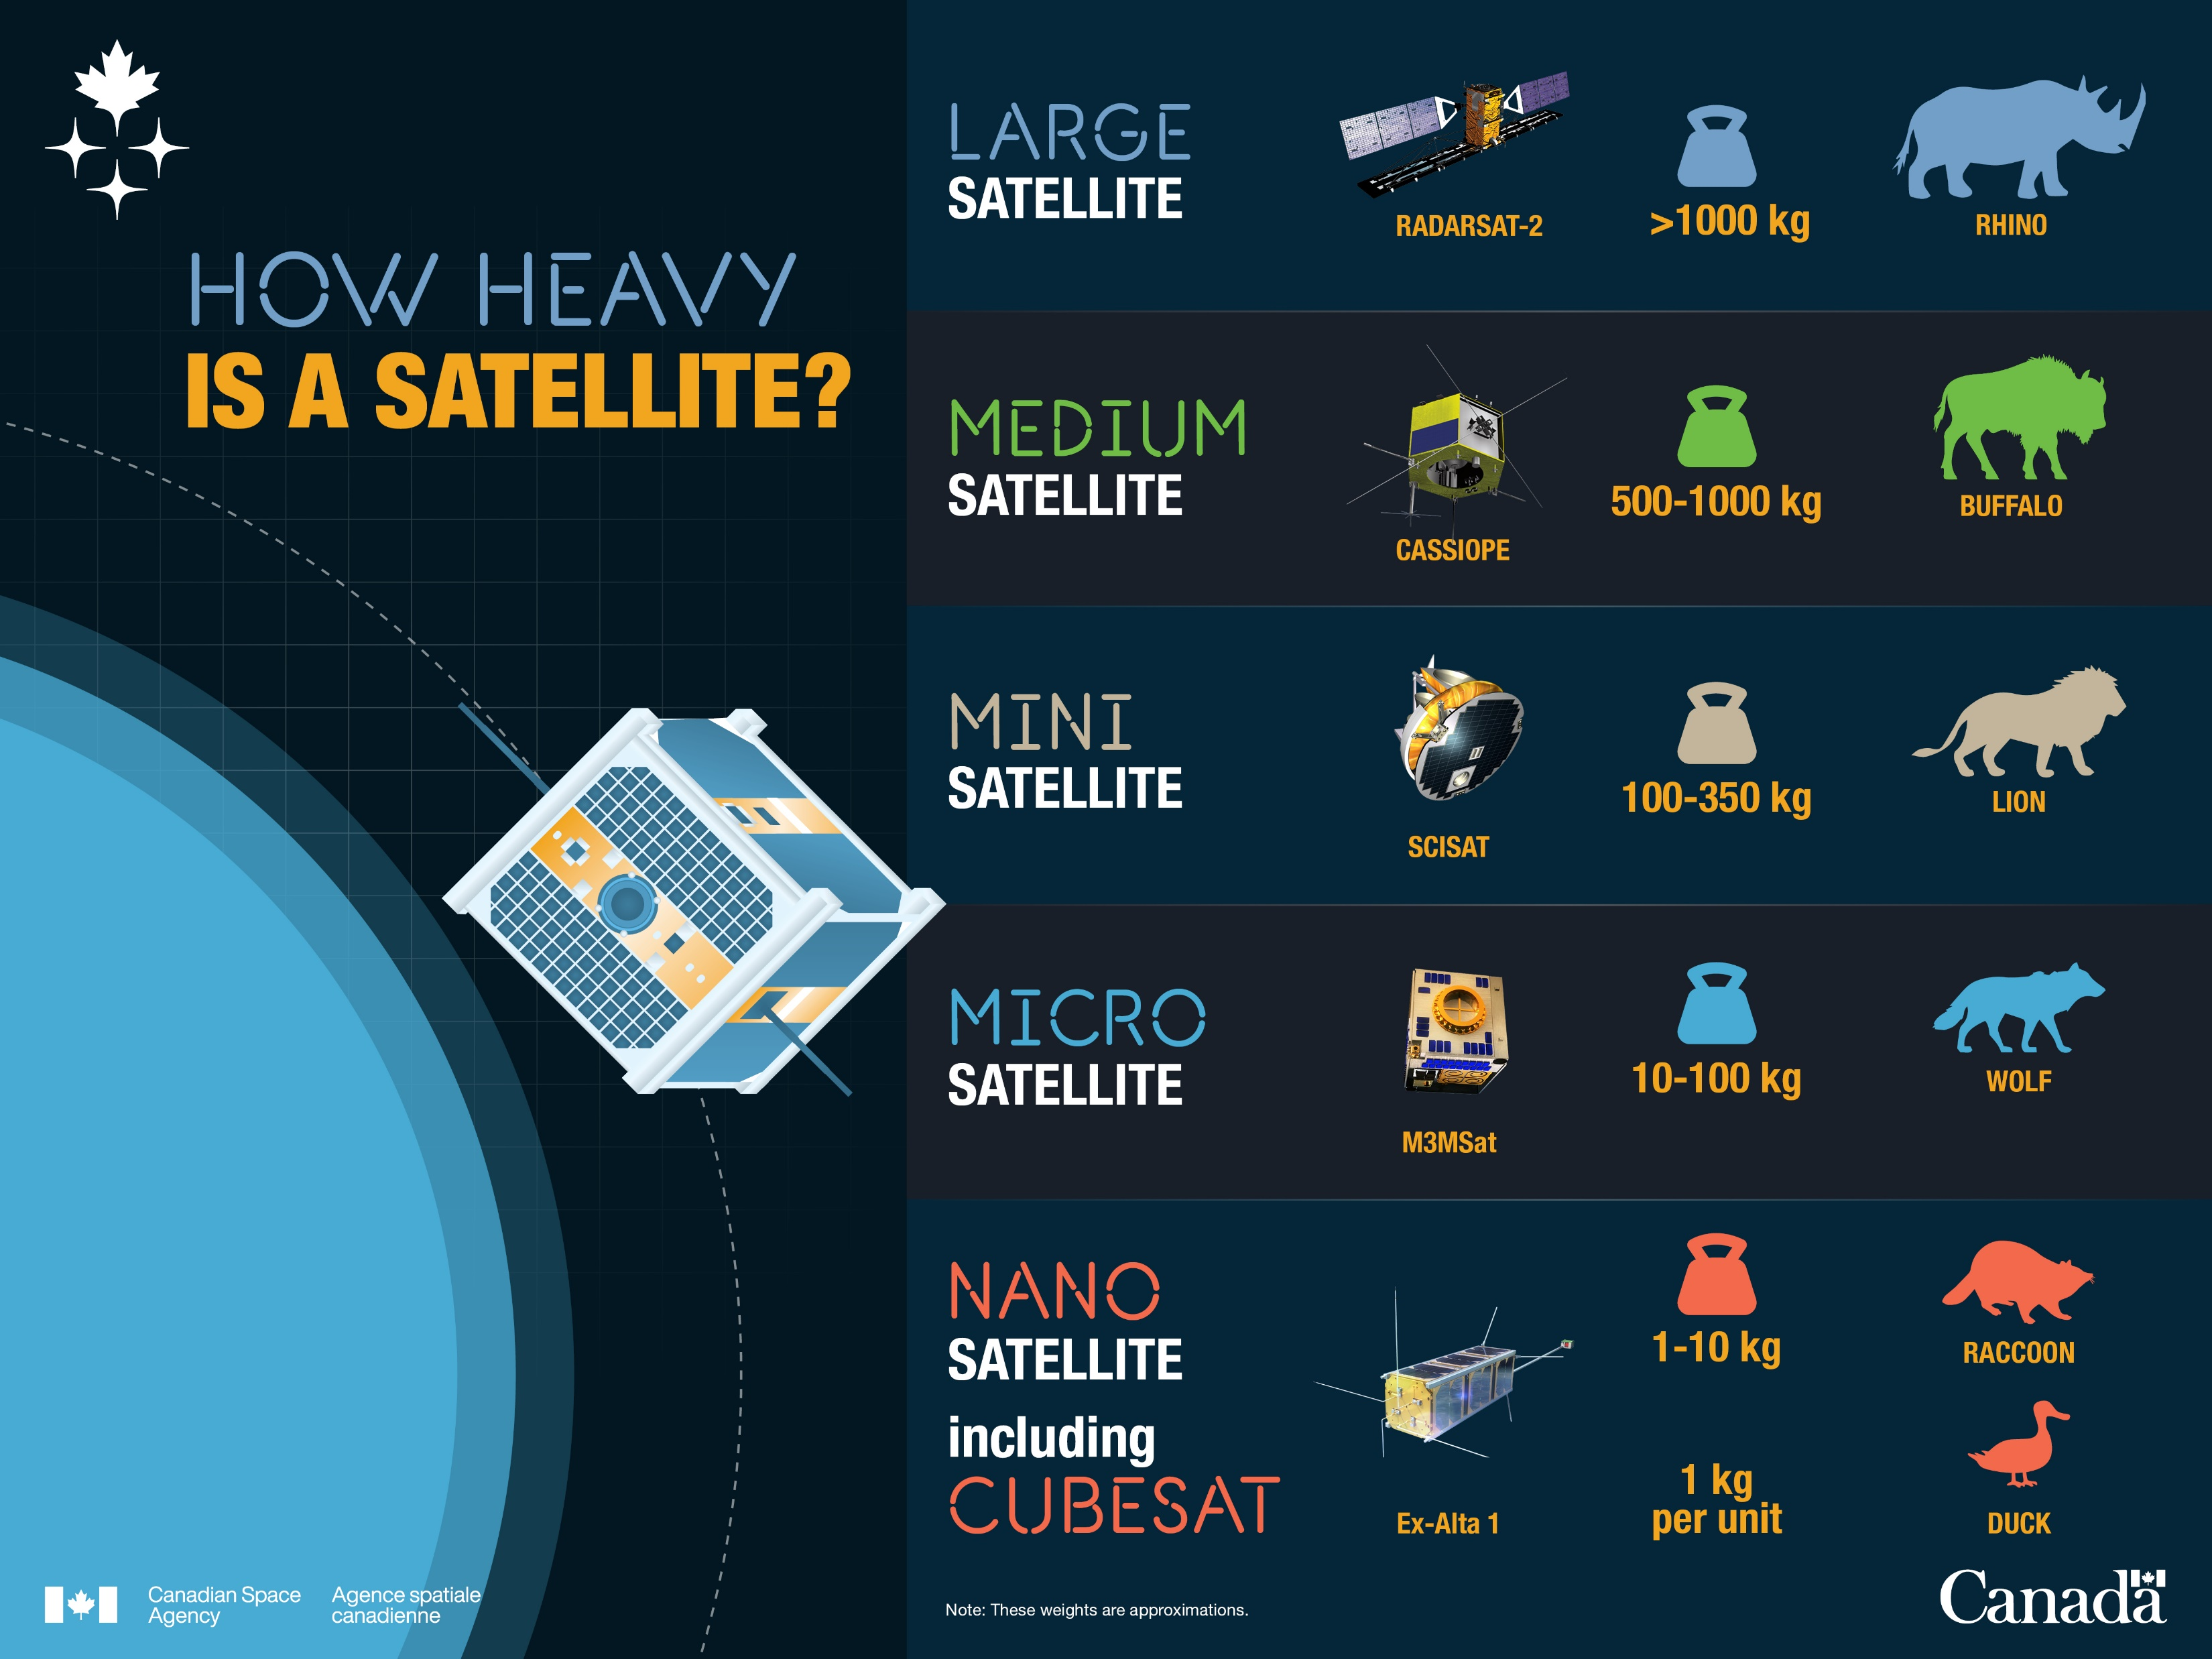 HOW HEAVY
IS A SATELLITE?
LARGE
SATELLITE
RADARSAT-2
>1000 kg
RHINO
MEDIUM
SATELLITE
CASSIOPE
500-1000 kg
BUFFALO
MINI
SATELLITE
SCISAT
100-350 kg
LION
MICRO
SATELLITE
M3MSat
10-100 kg
WOLF
NANO
SATELLITE
including
CUBESAT
Ex-Alta 1
1-10 kg
RACCOON
1 kg
per unit
DUCK
Note: These weights are approximations.
Canadian Space
Agency
Agence spatiale
canadienne
Canada